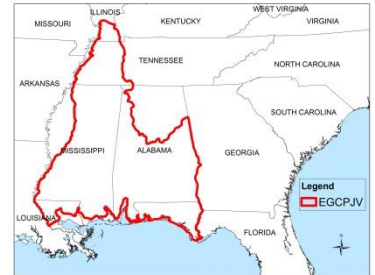 ILLINOIS
WEST VIRGINIA
MISSOURI
KENTUCKY
VIRGINIA
TENNESSEE
NORTH CAROLINA
ARKANSAS
SOUTH CAROLINA
MISSISSIPPI
ALABAMA
GEORGIA
Legend
EGCPJV
LOUISIANA
FLORIDA
N